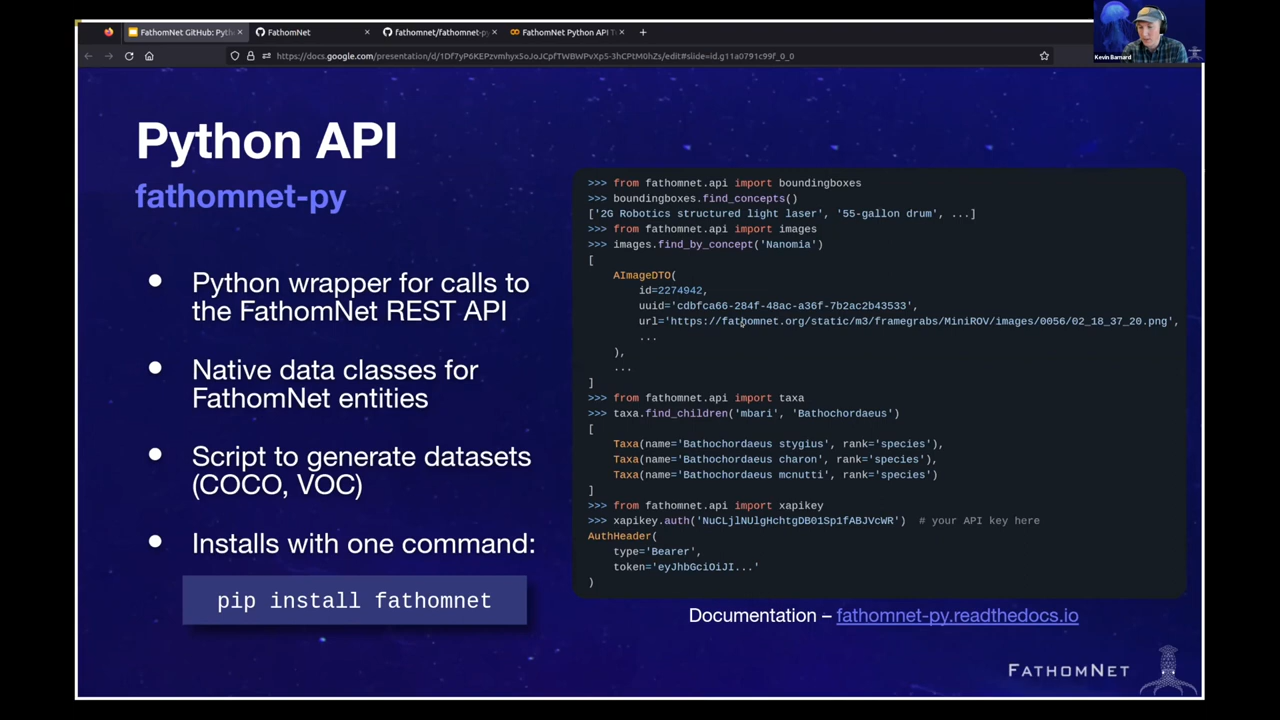 FathomNet GitHub: Pyth
FathomNet
fathomnet/fathomnet-py
FathomNet Python API T
https://docs.google.com/presentation/d/1Df7yP6KEPzvmhyx5oJoJCpfTWBWPvXp5-3hCPtM0hZs/edit#slide=id.g11a0791c99f_0_0
Kevin Barnard
Python API
fathomnet-py
• Python wrapper for calls to
the FathomNet REST API
• Native data classes for
FathomNet entities
• Script to generate datasets
(COCO, VOC)
• Installs with one command:
pip install fathomnet
>>> from fathomnet.api import boundingboxes
>>> boundingboxes.find_concepts()
['2G Robotics structured light laser', '55-gallon drum', ...]
>>> from fathomnet.api import images
>>> images.find_by_concept('Nanomia')
[
AImageDTO(
id=2274942,
uuid='cdbfca66-284f-48ac-a36f-7b2ac2b43533',
url='https://fathomnet.org/static/m3/framegrabs/MiniROV/images/0056/02_18_37_20.png',
...
),
...
]
>>> from fathomnet.api import taxa
>>> taxa.find_children('mbari', 'Bathochordaeus')
[
Taxa(name='Bathochordaeus stygius', rank='species'),
Taxa(name='Bathochordaeus charon', rank='species'),
Taxa(name='Bathochordaeus mcnutti', rank='species')
]
>>> from fathomnet.api import xapikey
>>> xapikey.auth('NuCLjlNUlgHchtgDB01Sp1fABJVcWR') # your API key here
AuthHeader(
type='Bearer',
token='eyJhbGciOiJI...'
)
Documentation – fathomnet-py.readthedocs.io
FATHOMNET